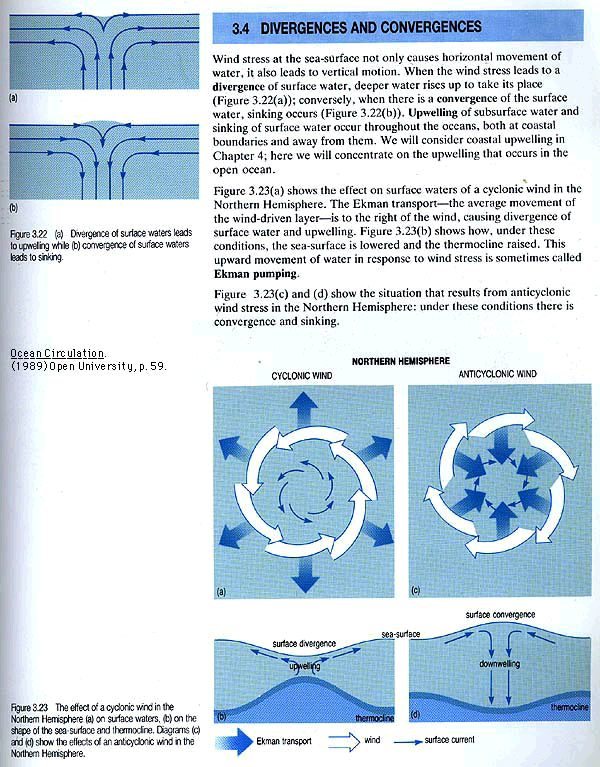 3.4 DIVERGENCES AND CONVERGENCES
Wind stress at the sea-surface not only causes horizontal movement of
water, it also leads to vertical motion. When the wind stress leads to a
divergence of surface water, deeper water rises up to take its place
(Figure 3.22(a)); conversely, when there is a convergence of the surface
water, sinking occurs (Figure 3.22(b)). Upwelling of subsurface water and
sinking of surface water occur throughout the oceans, both at coastal
boundaries and away from them. We will consider coastal upwelling in
Chapter 4; here we will concentrate on the upwelling that occurs in the
open ocean.
Figure 3.23(a) shows the effect on surface waters of a cyclonic wind in the
Northern Hemisphere. The Ekman transport—the average movement of
the wind-driven layer—is to the right of the wind, causing divergence of
surface water and upwelling. Figure 3.23(b) shows how, under these
conditions, the sea-surface is lowered and the thermocline raised. This
upward movement of water in response to wind stress is sometimes called
Ekman pumping.
Figure 3.23(c) and (d) show the situation that results from anticyclonic
wind stress in the Northern Hemisphere: under these conditions there is
convergence and sinking.
(a)
(b)
Figure 3.22 (a) Divergence of surface waters leads
to upwelling while (b) convergence of surface waters
leads to sinking.
Ocean Circulation.
(1989) Open University, p. 59.
NORTHERN HEMISPHERE
CYCLONIC WIND
ANTICYCLONIC WIND
(a)
(c)
surface divergence
upwelling
sea-surface
surface convergence
downwelling
(b)
thermocline
(d)
thermocline
Ekman transport
wind
surface current
Figure 3.23 The effect of a cyclonic wind in the
Northern Hemisphere (a) on surface waters, (b) on the
shape of the sea-surface and thermocline. Diagrams (c)
and (d) show the effects of an anticyclonic wind in the
Northern Hemisphere.